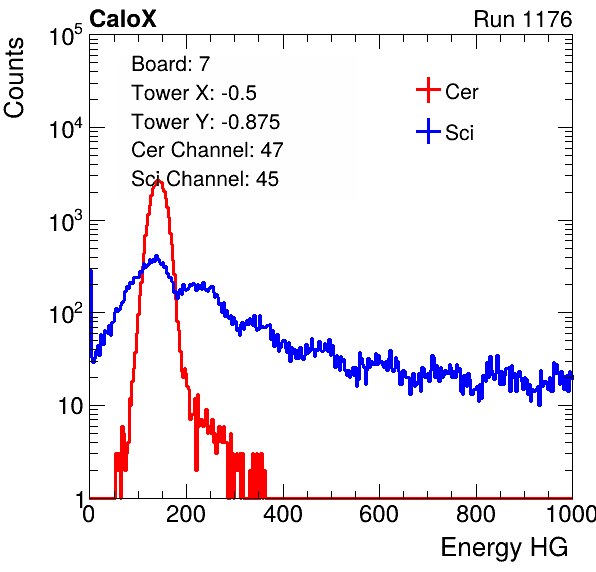 CaloX Run 1176
Counts
Board: 7
Tower X: -0.5
Tower Y: -0.875
Cer Channel: 47
Sci Channel: 45
Cer
Sci
10^5
10^4
10^3
10^2
10
1
0 200 400 600 800 1000
Energy HG